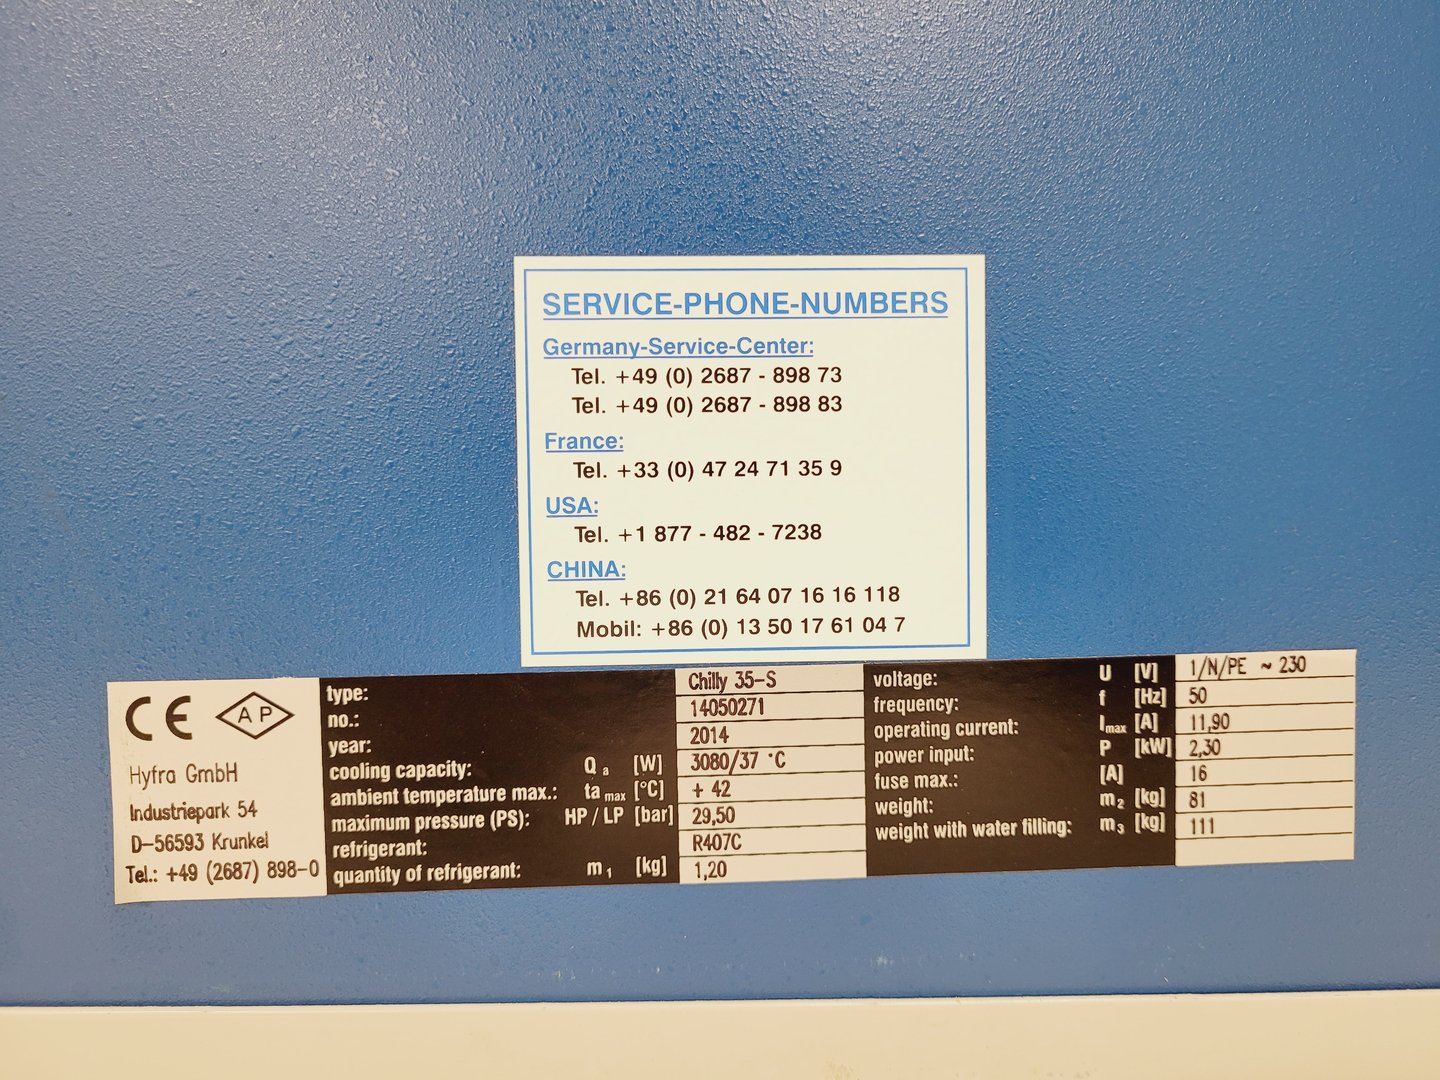 SERVICE-PHONE-NUMBERS
Germany-Service-Center:
Tel. +49 (0) 2687 - 898 73
Tel. +49 (0) 2687 - 898 83
France:
Tel. +33 (0) 47 24 71 35 9
USA:
Tel. +1 877 - 482 - 7238
CHINA:
Tel. +86 (0) 21 64 07 16 16 118
Mobil: +86 (0) 13 50 17 61 04 7
CE AP
Hyfra GmbH
Industriepark 54
D-56593 Krunkel
Tel.: +49 (2687) 898-0
type: Chilly 35-S
no.: 14050271
year: 2014
cooling capacity: Q a [W] 3080/37 °C
ambient temperature max.: ta max [°C] + 42
maximum pressure (PS): HP / LP [bar] 29,50
refrigerant: R407C
quantity of refrigerant: m 1 [kg] 1,20
voltage: U [V] 1/N/PE ~ 230
frequency: f [Hz] 50
operating current: I max [A] 11,90
power input: P [kW] 2,30
fuse max.: [A] 16
weight: m 2 [kg] 81
weight with water filling: m 3 [kg] 111